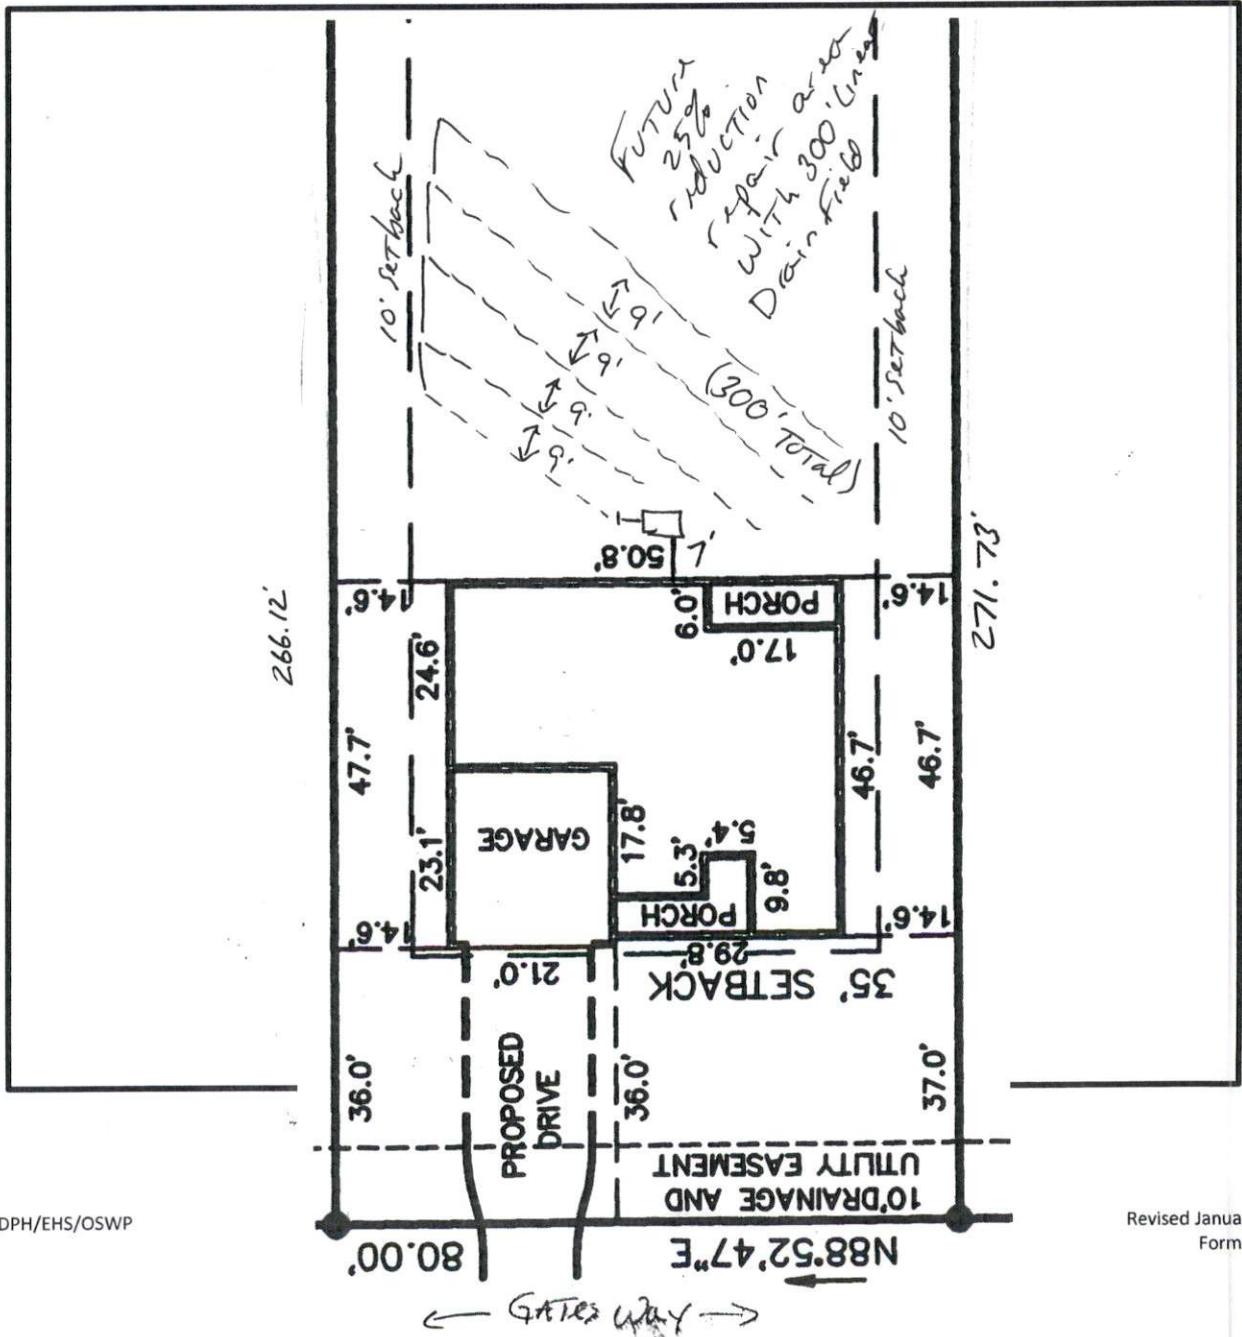 FUTURE
25%
reduction
repair area
With 300' Linear
Drain Field
10' setback
10' setback
9'
9'
9'
9'
(300' Total)
7'
50.8'
266.12'
271.73'
14.6'
14.6'
PORCH
6.0'
17.0'
24.6'
47.7'
46.7'
46.7'
GARAGE
17.8'
23.1'
5.4'
5.3'
9.8'
PORCH
14.6'
14.6'
21.0'
29.8'
35' SETBACK
PROPOSED
DRIVE
36.0'
36.0'
37.0'
10'DRAINAGE AND
UTILITY EASEMENT
DPH/EHS/OSWP
Revised Janua
Form
80.00'
N88°52'47"E
GATES WAY